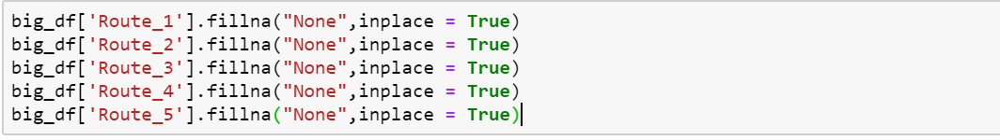 big_df['Route_1'].fillna("None",inplace = True)
big_df['Route_2'].fillna("None",inplace = True)
big_df['Route_3'].fillna("None",inplace = True)
big_df['Route_4'].fillna("None",inplace = True)
big_df['Route_5'].fillna("None",inplace = True)